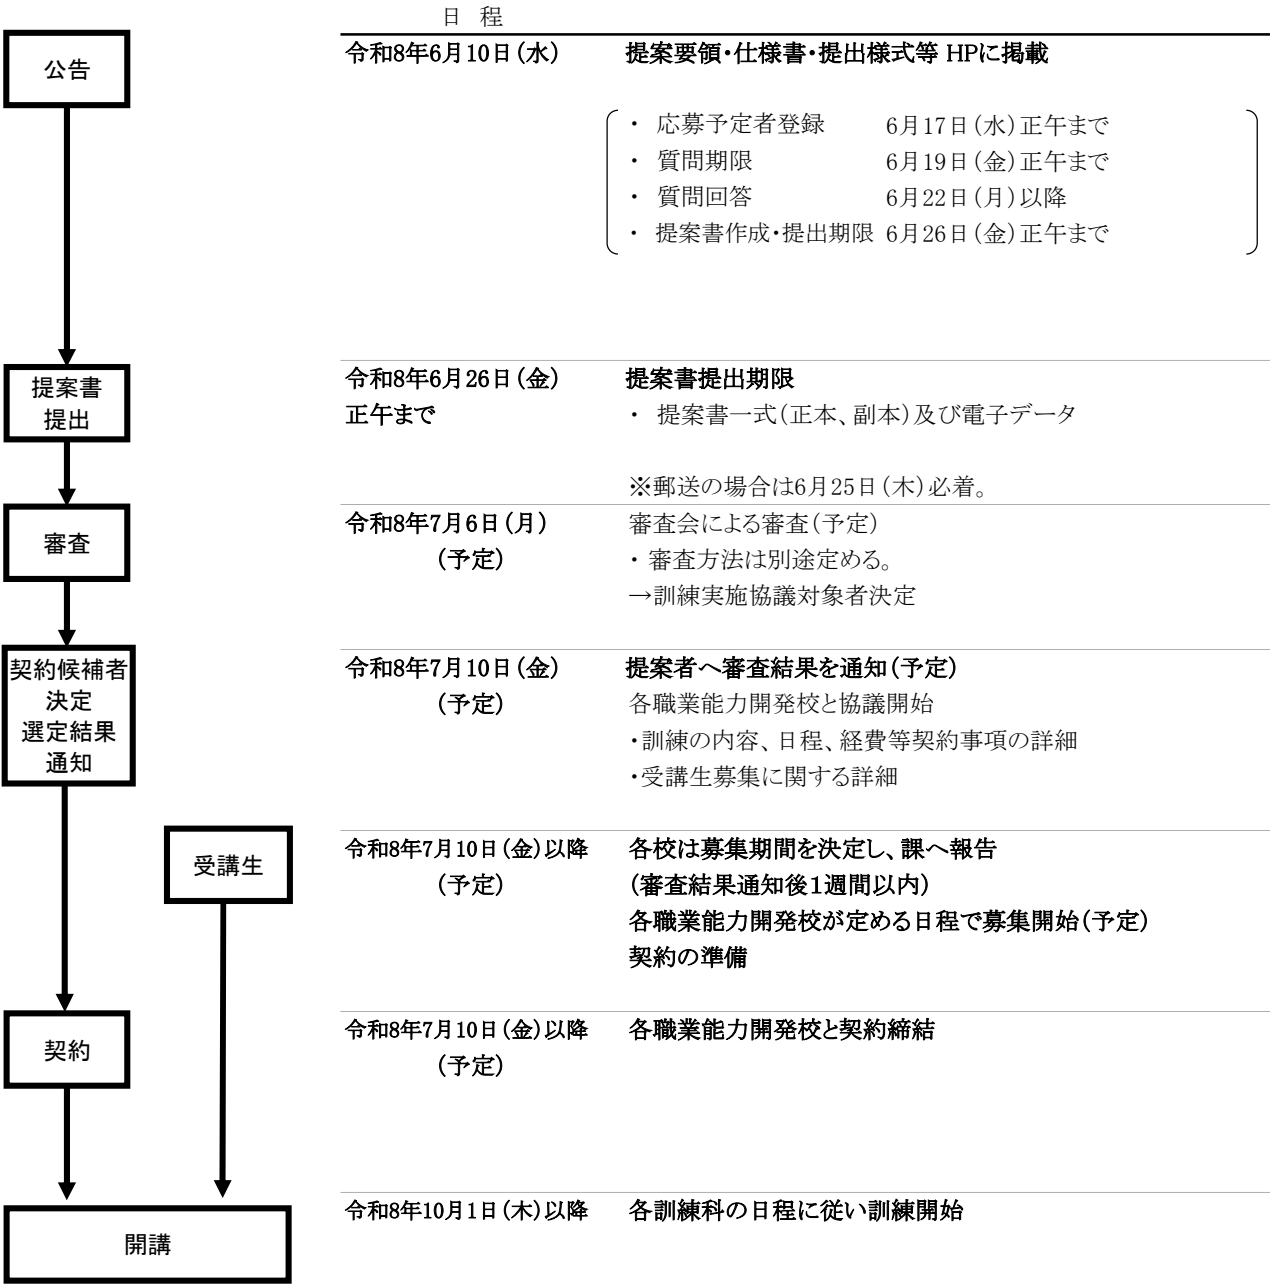 日 程
公告
令和8年6月10日(水) 提案要領・仕様書・提出様式等 HPに掲載
・ 応募予定者登録 6月17日(水)正午まで
・ 質問期限 6月19日(金)正午まで
・ 質問回答 6月22日(月)以降
・ 提案書作成・提出期限 6月26日(金)正午まで
提案書
提出
令和8年6月26日(金) 提案書提出期限
正午まで ・ 提案書一式(正本、副本)及び電子データ
※郵送の場合は6月25日(木)必着。
審査
令和8年7月6日(月) 審査会による審査(予定)
(予定) ・ 審査方法は別途定める。
→訓練実施協議対象者決定
契約候補者
決定
選定結果
通知
令和8年7月10日(金) 提案者へ審査結果を通知(予定)
(予定) 各職業能力開発校と協議開始
・訓練の内容、日程、経費等契約事項の詳細
・受講生募集に関する詳細
受講生
令和8年7月10日(金)以降 各校は募集期間を決定し、課へ報告
(予定) (審査結果通知後1週間以内)
各職業能力開発校が定める日程で募集開始(予定)
契約の準備
契約
令和8年7月10日(金)以降 各職業能力開発校と契約締結
(予定)
令和8年10月1日(木)以降 各訓練科の日程に従い訓練開始
開講